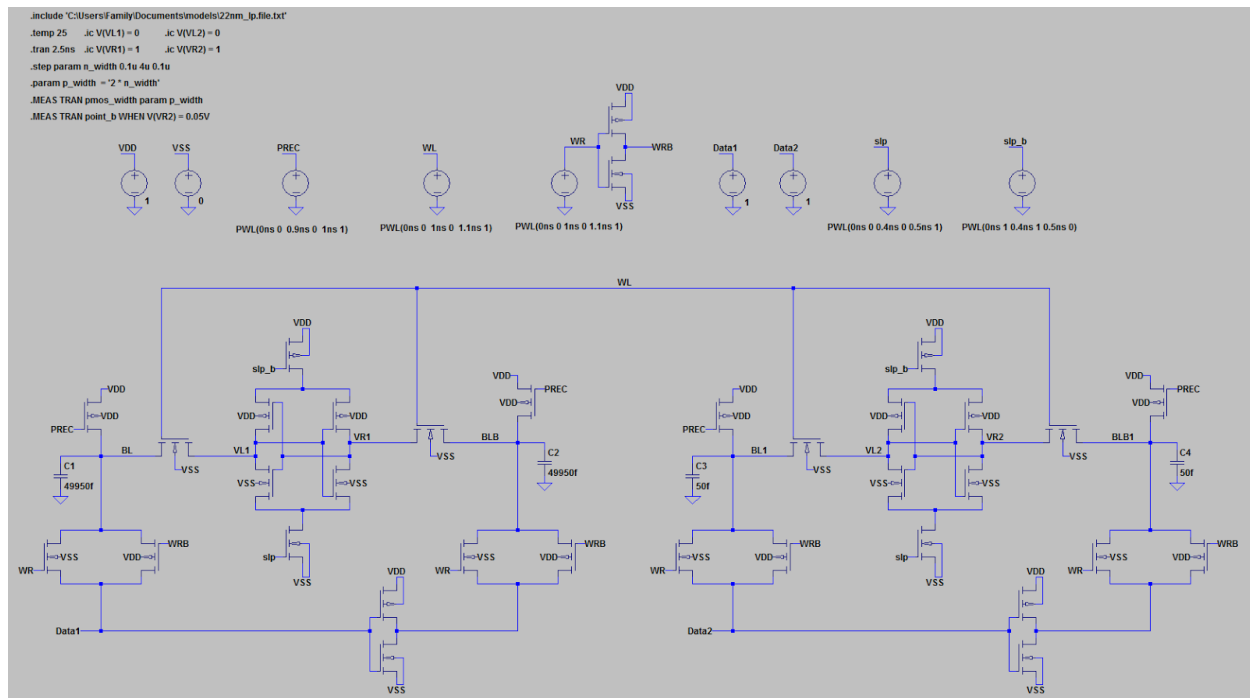 .include 'C:\Users\Family\Documents\models\22nm_lp.file.txt'
.temp 25 .ic V(VL1) = 0 .ic V(VL2) = 0
.tran 2.5ns .ic V(VR1) = 1 .ic V(VR2) = 1
.step param n_width 0.1u 4u 0.1u
.param p_width = '2 * n_width'
.MEAS TRAN pmos_width param p_width
.MEAS TRAN point_b WHEN V(VR2) = 0.05V
VDD
VDD VSS PREC WL WR WRB Data1 Data2 slp slp_b
1 0 1 1
VSS
PWL(0ns 0 0.9ns 0 1ns 1) PWL(0ns 0 1ns 0 1.1ns 1) PWL(0ns 0 1ns 0 1.1ns 1) PWL(0ns 0 0.4ns 0 0.5ns 1) PWL(0ns 1 0.4ns 1 0.5ns 0)
WL
VDD VDD
slp_b slp_b
VDD VDD VDD VDD
PREC PREC
VDD VDD VDD VDD VDD VDD VDD VDD
PREC PREC
BL VL1 VR1 BLB BL1 VL2 VR2 BLB1
VSS VSS VSS VSS
C1 C2 C3 C4
49950f 49950f 50f 50f
VSS VSS VSS VSS
slp slp
VSS VSS
WRB WRB WRB WRB
VSS VDD VSS VDD VSS VDD VSS VDD
WR WR WR WR
VDD VDD
Data1 Data2
VSS VSS